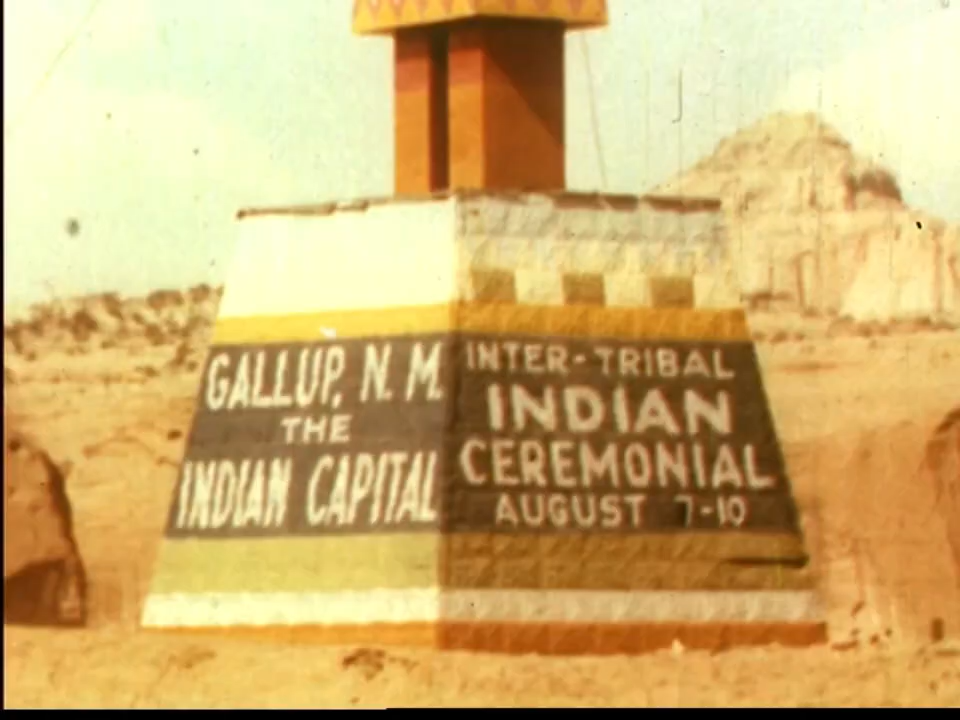 GALLUP, N. M.
THE
INDIAN CAPITAL
INTER-TRIBAL
INDIAN
CEREMONIAL
AUGUST 7-10